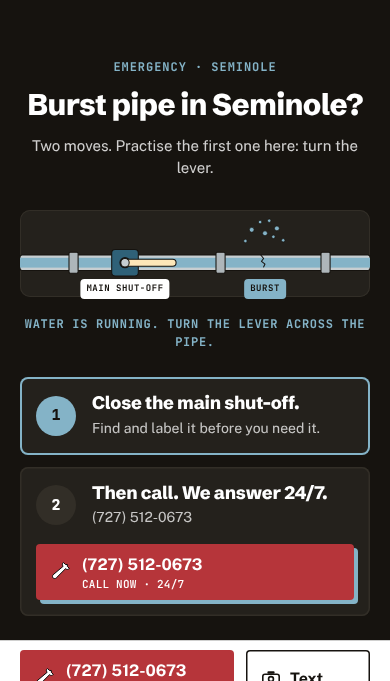 EMERGENCY · SEMINOLE
Burst pipe in Seminole?
Two moves. Practise the first one here: turn the
lever.
MAIN SHUT-OFF
BURST
WATER IS RUNNING. TURN THE LEVER ACROSS THE
PIPE.
1
Close the main shut-off.
Find and label it before you need it.
2
Then call. We answer 24/7.
(727) 512-0673
(727) 512-0673
CALL NOW · 24/7
(727) 512-0673
Text